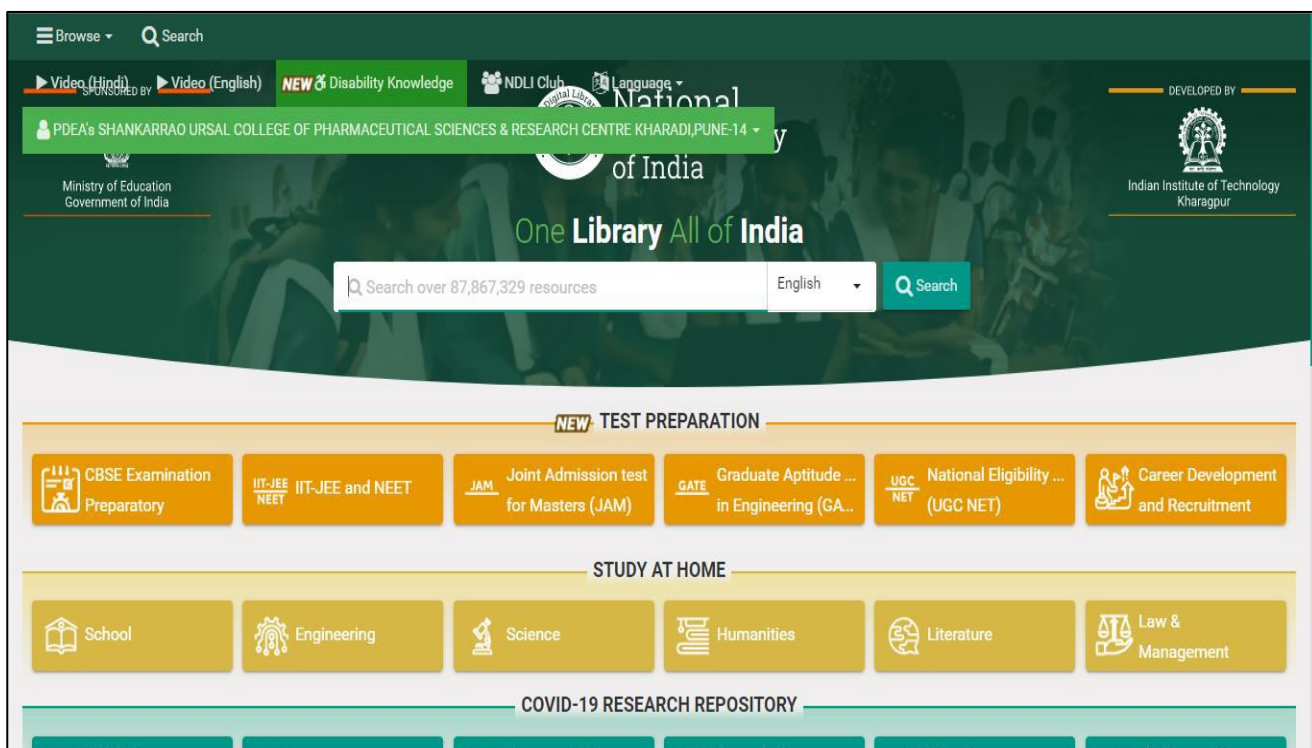 Browse Search
Video (Hindi) Video (English) NEW Disability Knowledge NDLI Club Language
SPONSORED BY
PDEA's SHANKARRAO URSAL COLLEGE OF PHARMACEUTICAL SCIENCES & RESEARCH CENTRE KHARADI,PUNE-14
Ministry of Education
Government of India
National
y
of India
DEVELOPED BY
Indian Institute of Technology
Kharagpur
One Library All of India
Search over 87,867,329 resources English Search
NEW TEST PREPARATION
CBSE Examination
Preparatory
IIT-JEE
NEET
IIT-JEE and NEET
JAM
Joint Admission test
for Masters (JAM)
GATE
Graduate Aptitude ...
in Engineering (GA...
UGC
NET
National Eligibility ...
(UGC NET)
Career Development
and Recruitment
STUDY AT HOME
School
Engineering
Science
Humanities
Literature
Law &
Management
COVID-19 RESEARCH REPOSITORY